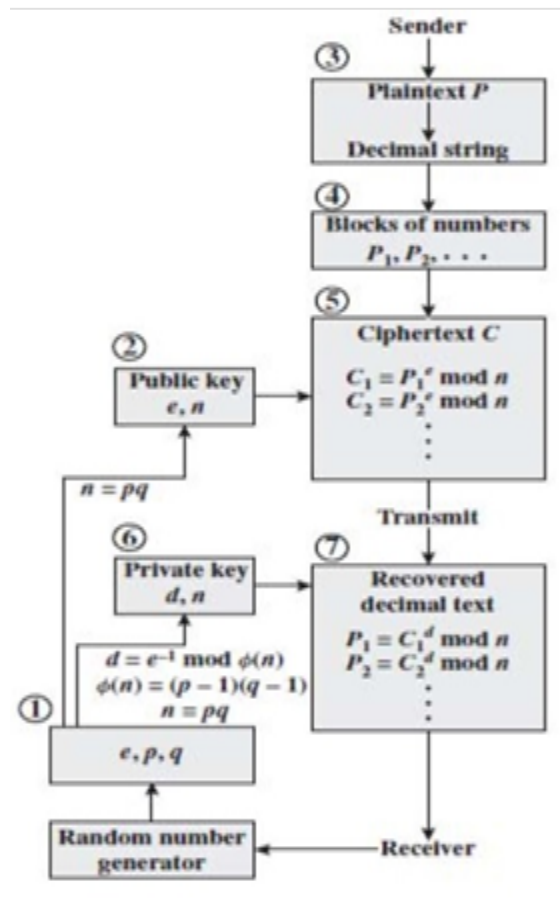 Sender
③
Plaintext P
Decimal string
④
Blocks of numbers
P₁, P₂, . . .
⑤
Ciphertext C
C₁ = P₁ᵉ mod n
C₂ = P₂ᵉ mod n
.
.
.
②
Public key
e, n
n = pq
Transmit
⑥
Private key
d, n
⑦
Recovered
decimal text
P₁ = C₁ᵈ mod n
P₂ = C₂ᵈ mod n
.
.
.
d = e⁻¹ mod ϕ(n)
ϕ(n) = (p − 1)(q − 1)
n = pq
①
e, p, q
Random number
generator
Receiver